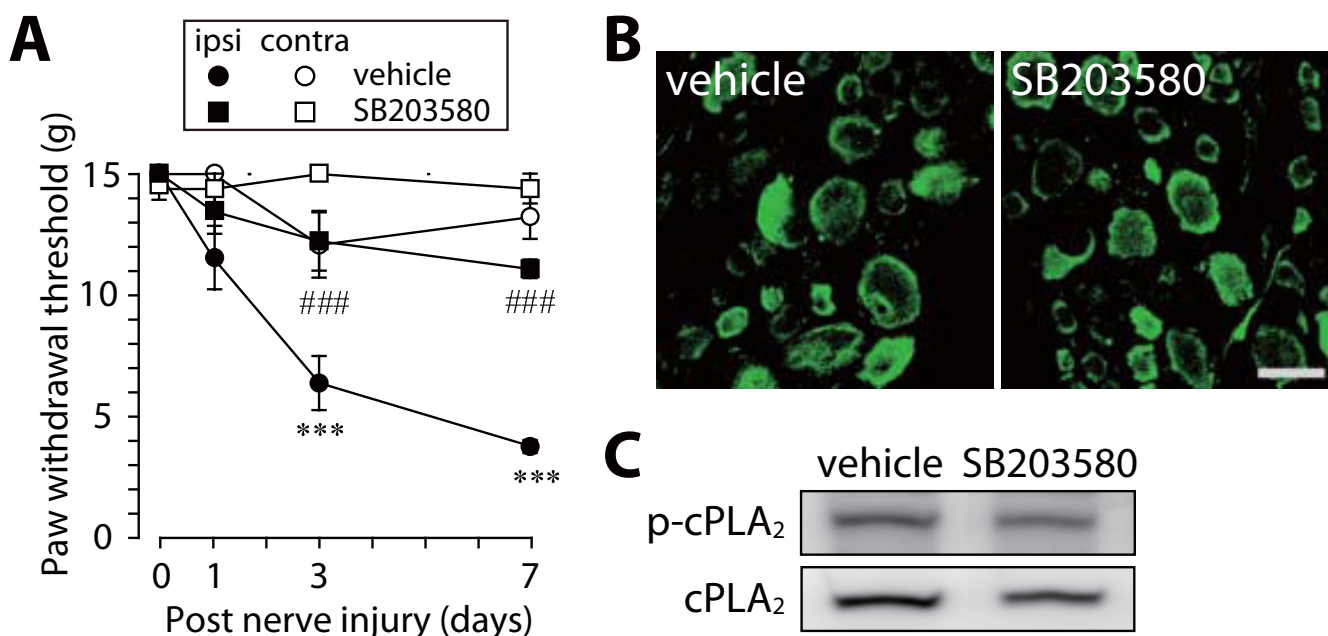 A
ipsi contra
vehicle
SB203580
Paw withdrawal threshold (g)
15
10
5
0
###
###
***
***
0 1 3 7
Post nerve injury (days)
B
vehicle
SB203580
C
vehicle SB203580
p-cPLA₂
cPLA₂